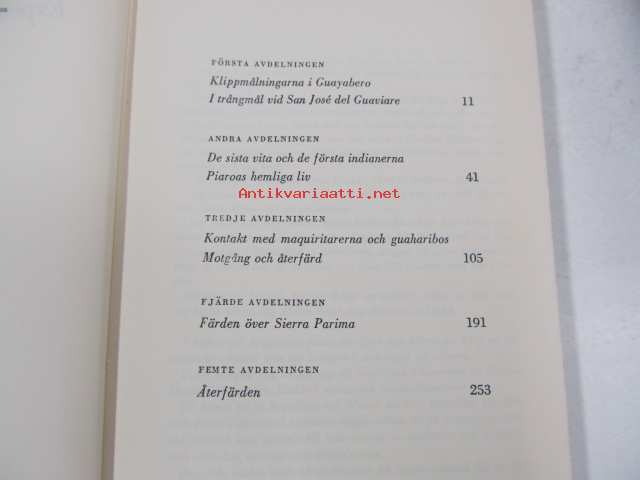 FÖRSTA AVDELNINGEN
Klippmålningarna i Guayabero
I trångmål vid San José del Guaviare 11
ANDRA AVDELNINGEN
De sista vita och de första indianerna
Piaroas hemliga liv 41
Antikvariaatti.net
TREDJE AVDELNINGEN
Kontakt med maquiritarerna och guaharibos
Motgång och återfärd 105
FJÄRDE AVDELNINGEN
Färden över Sierra Parima 191
FEMTE AVDELNINGEN
Återfärden 253